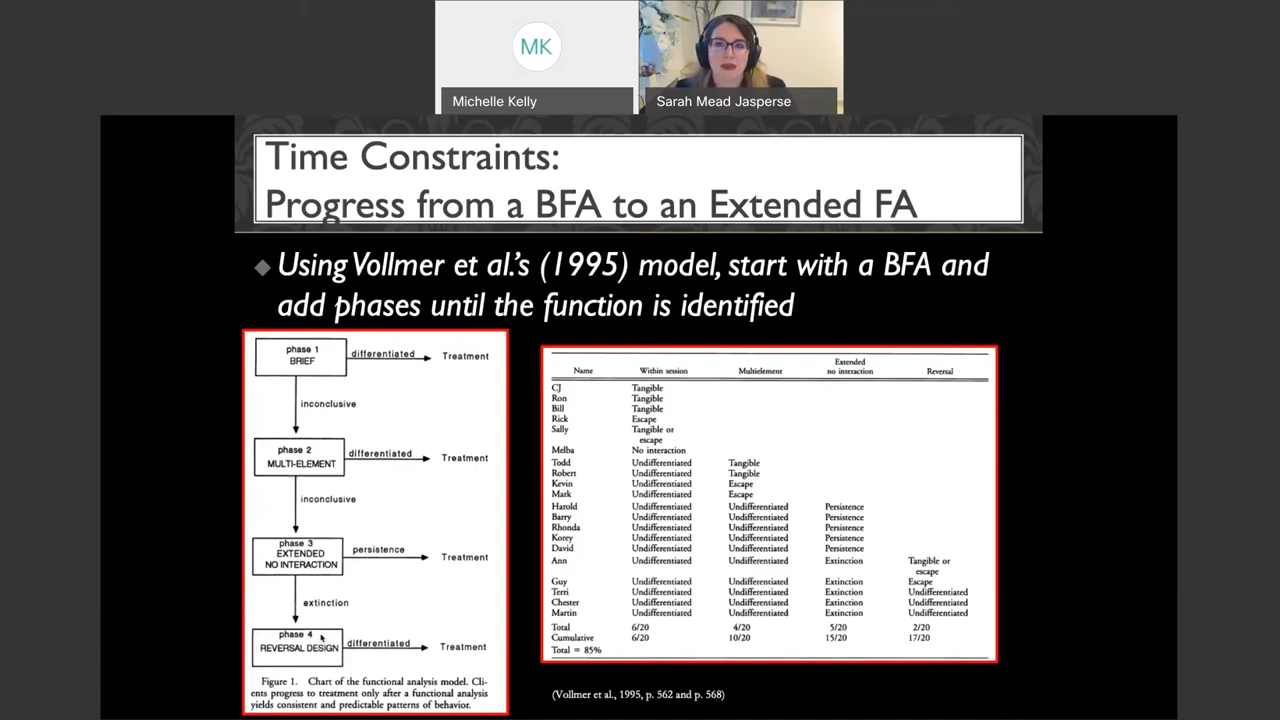 MK
Michelle Kelly
Sarah Mead Jasperse
Time Constraints:
Progress from a BFA to an Extended FA
Using Vollmer et al.'s (1995) model, start with a BFA and
add phases until the function is identified
phase 1
BRIEF
differentiated
Treatment
inconclusive
phase 2
MULTI-ELEMENT
differentiated
Treatment
inconclusive
phase 3
EXTENDED
NO INTERACTION
persistence
Treatment
extinction
phase 4
REVERSAL DESIGN
differentiated
Treatment
Figure 1. Chart of the functional analysis model. Cli-
ents progress to treatment only after a functional analysis
yields consistent and predictable patterns of behavior.
Extended
Name Within session Multielement no interaction Reversal
CJ Tangible
Ron Tangible
Bill Tangible
Rick Escape
Sally Tangible or
escape
Melba No interaction
Todd Undifferentiated Tangible
Robert Undifferentiated Tangible
Kevin Undifferentiated Escape
Mark Undifferentiated Escape
Harold Undifferentiated Undifferentiated Persistence
Barry Undifferentiated Undifferentiated Persistence
Rhonda Undifferentiated Undifferentiated Persistence
Korey Undifferentiated Undifferentiated Persistence
David Undifferentiated Undifferentiated Persistence
Ann Undifferentiated Undifferentiated Extinction Tangible or
escape
Guy Undifferentiated Undifferentiated Extinction Escape
Terri Undifferentiated Undifferentiated Extinction Undifferentiated
Chester Undifferentiated Undifferentiated Extinction Undifferentiated
Martin Undifferentiated Undifferentiated Extinction Undifferentiated
Total 6/20 4/20 5/20 2/20
Cumulative 6/20 10/20 15/20 17/20
Total = 85%
(Vollmer et al., 1995, p. 562 and p. 568)